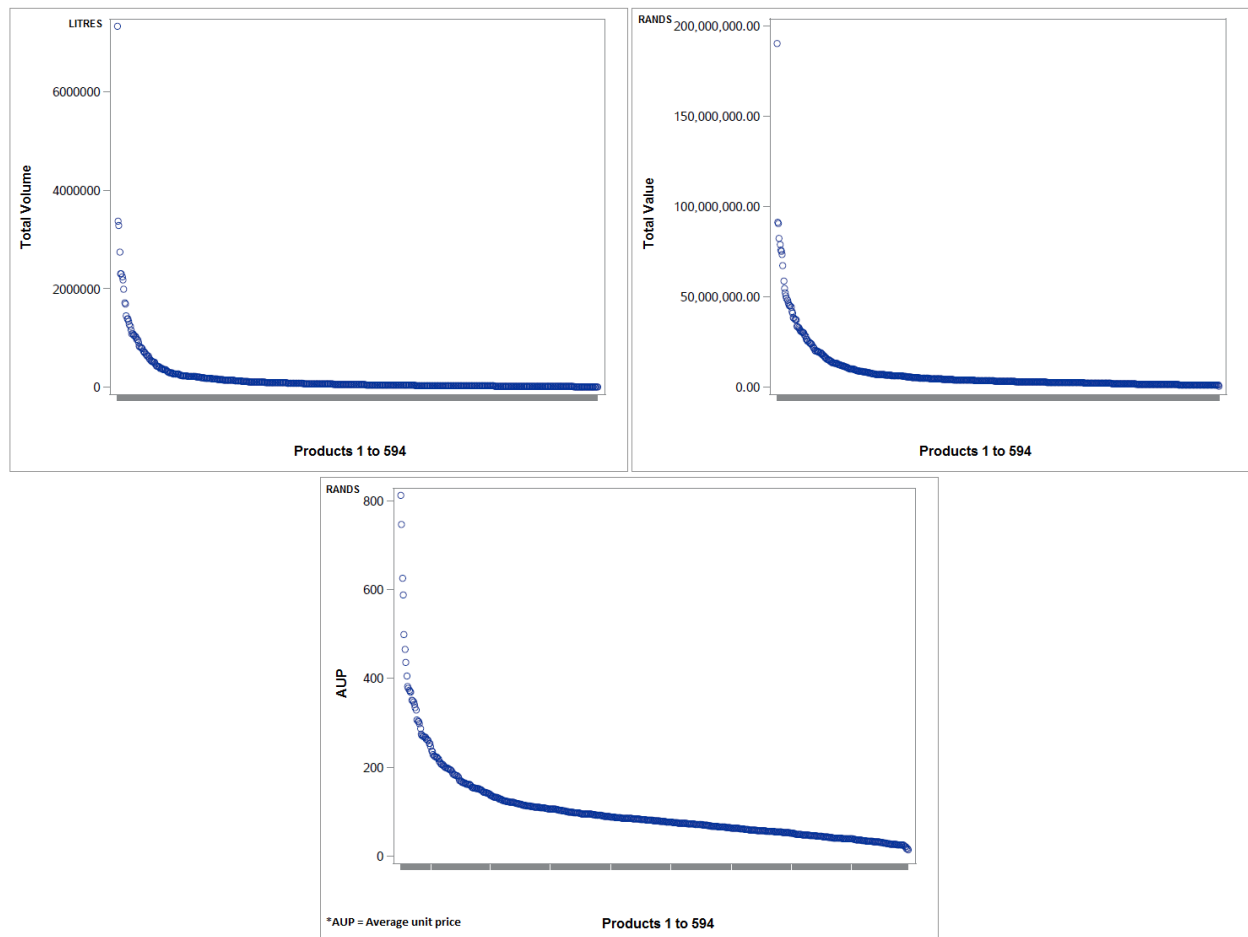 LITRES
6000000
4000000
2000000
0
Total Volume
Products 1 to 594
RANDS
200,000,000.00
150,000,000.00
100,000,000.00
50,000,000.00
0.00
Total Value
Products 1 to 594
RANDS
800
600
400
200
0
AUP
*AUP = Average unit price
Products 1 to 594